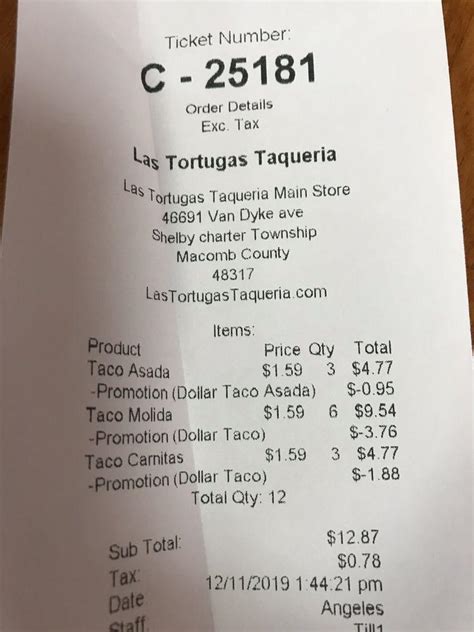 Ticket Number:
C - 25181
Order Details
Exc. Tax
Las Tortugas Taqueria
Las Tortugas Taqueria Main Store
46691 Van Dyke ave
Shelby charter Township
Macomb County
48317
LasTortugasTaqueria.com
Items:
Product Price Qty Total
Taco Asada $1.59 3 $4.77
-Promotion (Dollar Taco Asada) $-0.95
Taco Molida $1.59 6 $9.54
-Promotion (Dollar Taco) $-3.76
Taco Carnitas $1.59 3 $4.77
-Promotion (Dollar Taco) $-1.88
Total Qty: 12
Sub Total: $12.87
Tax: $0.78
Date 12/11/2019 1:44:21 pm
Staff Angeles
Till1